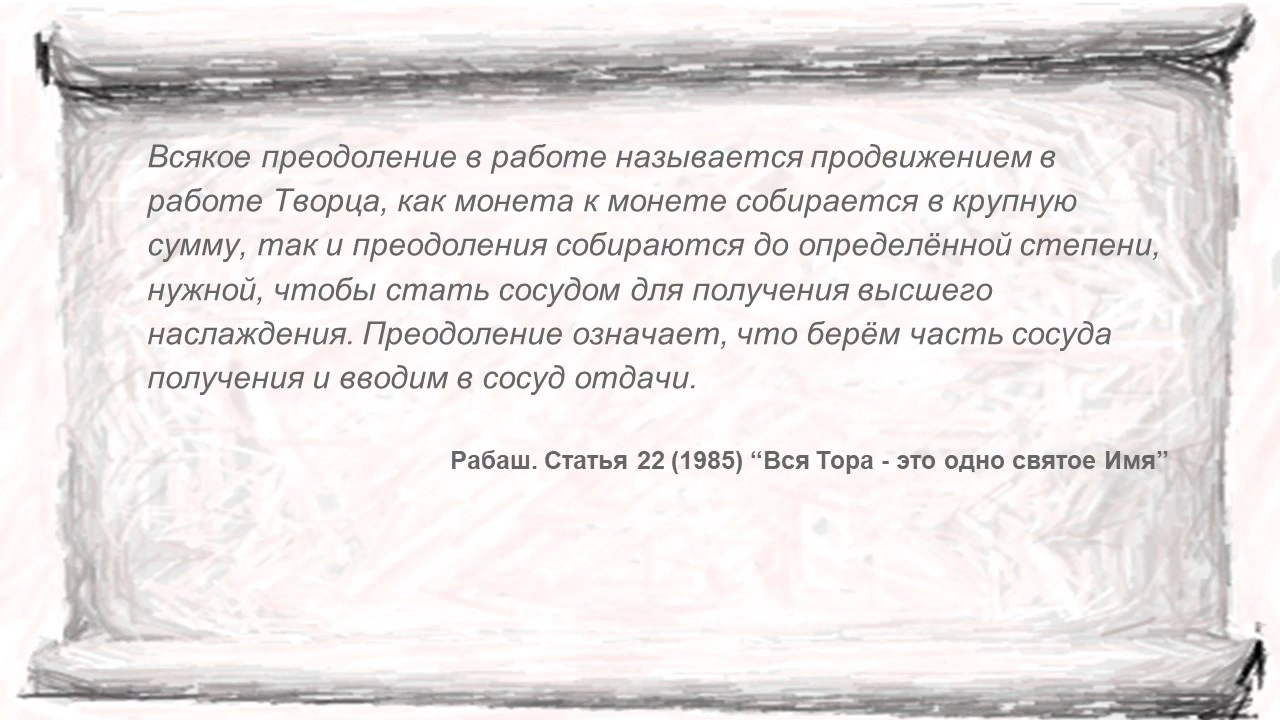 Всякое преодоление в работе называется продвижением в
работе Творца, как монета к монете собирается в крупную
сумму, так и преодоления собираются до определённой степени,
нужной, чтобы стать сосудом для получения высшего
наслаждения. Преодоление означает, что берём часть сосуда
получения и вводим в сосуд отдачи.
Рабаш. Статья 22 (1985) “Вся Тора - это одно святое Имя”